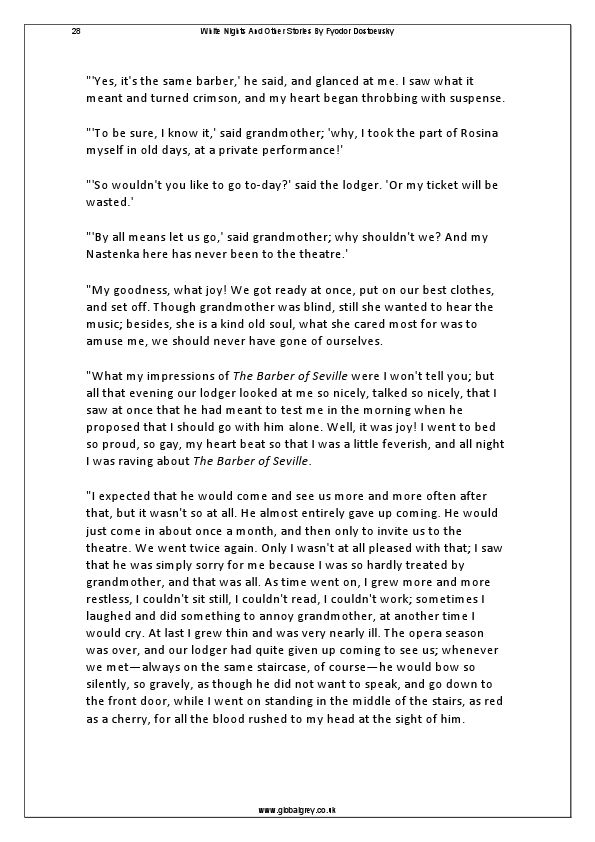 28
White Nights And Other Stories By Fyodor Dostoevsky
"'Yes, it's the same barber,' he said, and glanced at me. I saw what it
meant and turned crimson, and my heart began throbbing with suspense.
"'To be sure, I know it,' said grandmother; 'why, I took the part of Rosina
myself in old days, at a private performance!'
"'So wouldn't you like to go to-day?' said the lodger. 'Or my ticket will be
wasted.'
"'By all means let us go,' said grandmother; why shouldn't we? And my
Nastenka here has never been to the theatre.'
"My goodness, what joy! We got ready at once, put on our best clothes,
and set off. Though grandmother was blind, still she wanted to hear the
music; besides, she is a kind old soul, what she cared most for was to
amuse me, we should never have gone of ourselves.
"What my impressions of The Barber of Seville were I won't tell you; but
all that evening our lodger looked at me so nicely, talked so nicely, that I
saw at once that he had meant to test me in the morning when he
proposed that I should go with him alone. Well, it was joy! I went to bed
so proud, so gay, my heart beat so that I was a little feverish, and all night
I was raving about The Barber of Seville.
"I expected that he would come and see us more and more often after
that, but it wasn't so at all. He almost entirely gave up coming. He would
just come in about once a month, and then only to invite us to the
theatre. We went twice again. Only I wasn't at all pleased with that; I saw
that he was simply sorry for me because I was so hardly treated by
grandmother, and that was all. As time went on, I grew more and more
restless, I couldn't sit still, I couldn't read, I couldn't work; sometimes I
laughed and did something to annoy grandmother, at another time I
would cry. At last I grew thin and was very nearly ill. The opera season
was over, and our lodger had quite given up coming to see us; whenever
we met—always on the same staircase, of course—he would bow so
silently, so gravely, as though he did not want to speak, and go down to
the front door, while I went on standing in the middle of the stairs, as red
as a cherry, for all the blood rushed to my head at the sight of him.
www.globalgrey.co.uk